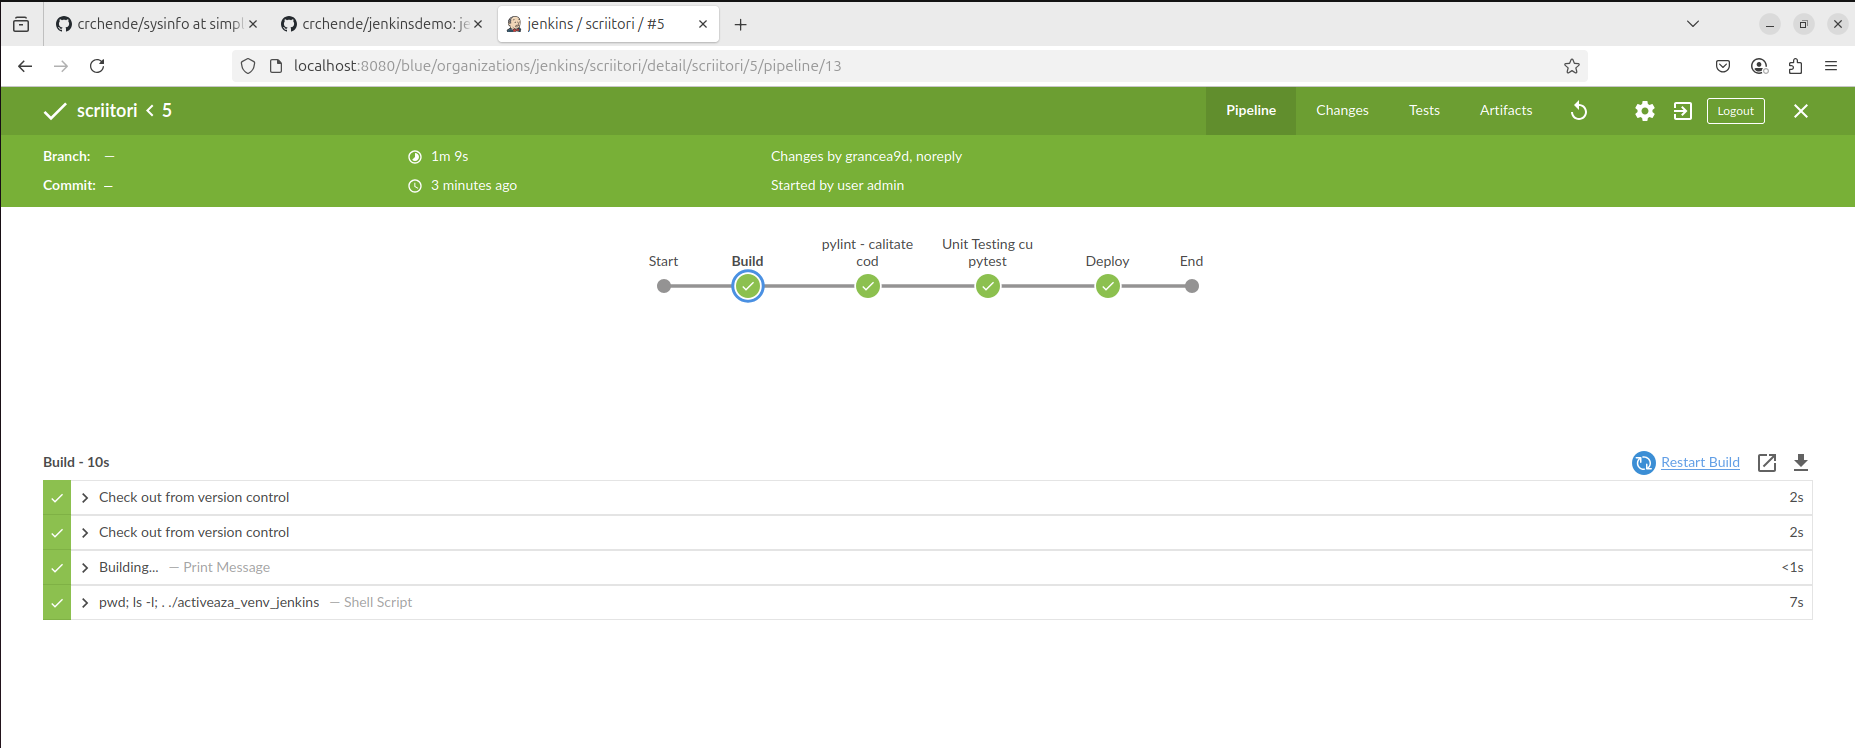 crchende/sysinfo at simpl
crchende/jenkinsdemo: je
jenkins / scriitori / #5
localhost:8080/blue/organizations/jenkins/scriitori/detail/scriitori/5/pipeline/13
scriitori < 5
Pipeline
Changes
Tests
Artifacts
Logout
Branch: —
1m 9s
Changes by grancea9d, noreply
Commit: —
3 minutes ago
Started by user admin
Start
Build
pylint - calitate
cod
Unit Testing cu
pytest
Deploy
End
Build - 10s
Restart Build
Check out from version control
2s
Check out from version control
2s
Building... — Print Message
<1s
pwd; ls -l; . ./activeaza_venv_jenkins — Shell Script
7s